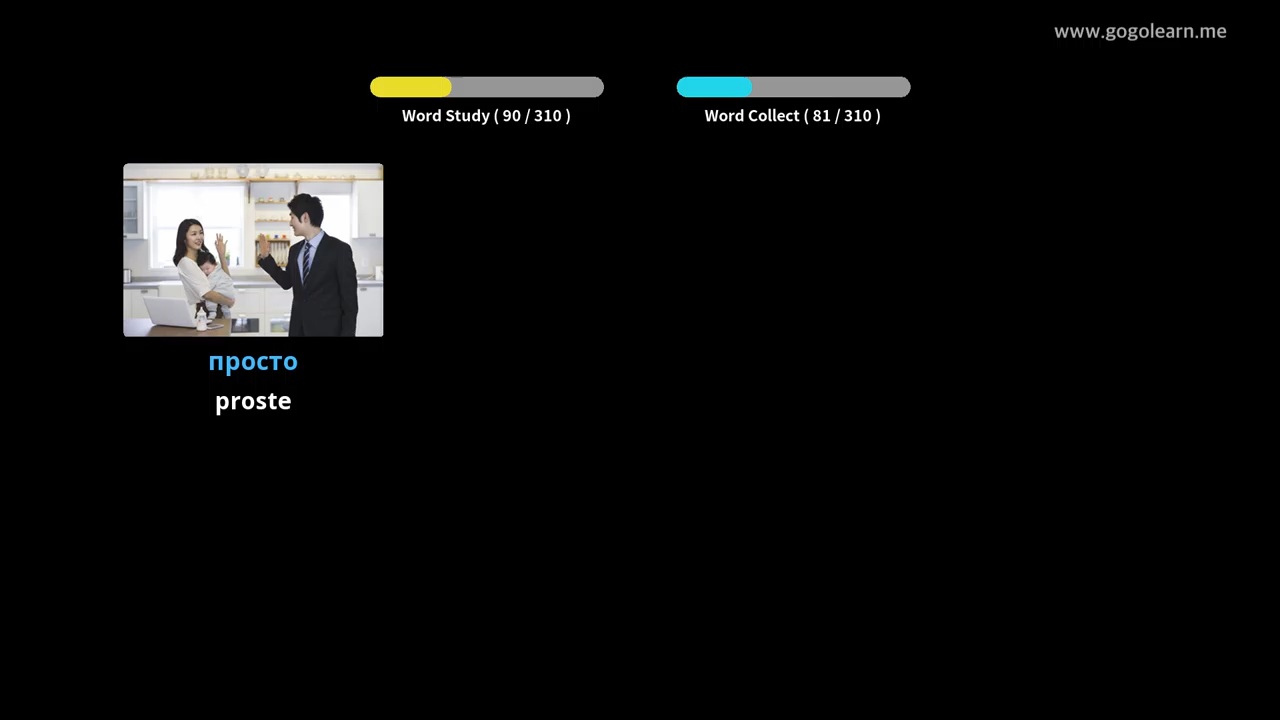 www.gogolearn.me
Word Study ( 90 / 310 )
Word Collect ( 81 / 310 )
просто
proste